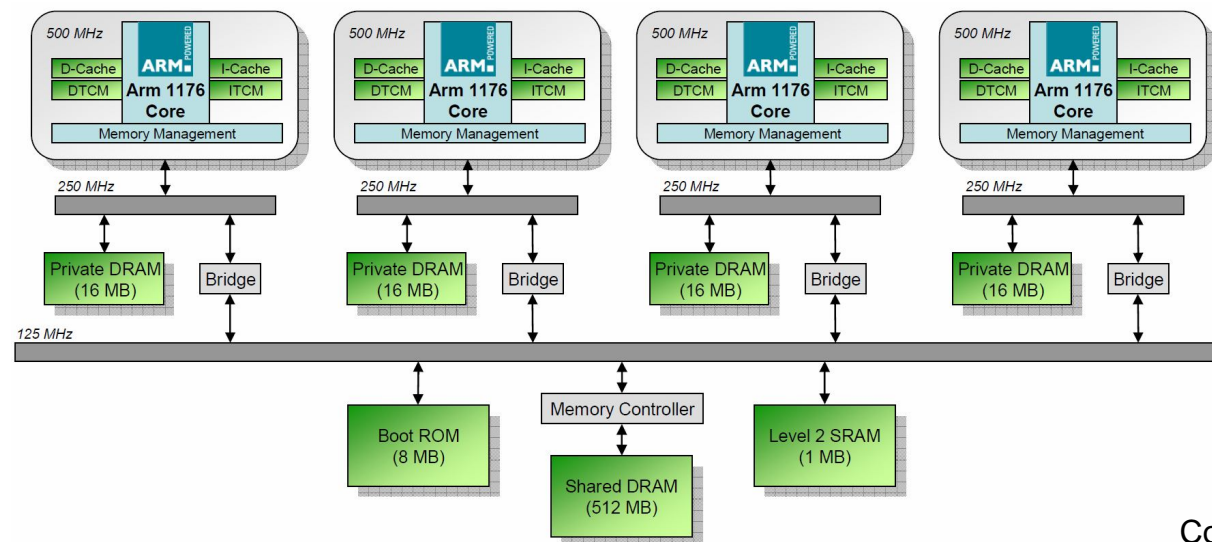 500 MHz
ARM POWERED
D-Cache
I-Cache
DTCM
ITCM
Arm 1176
Core
Memory Management
500 MHz
ARM POWERED
D-Cache
I-Cache
DTCM
ITCM
Arm 1176
Core
Memory Management
500 MHz
ARM POWERED
D-Cache
I-Cache
DTCM
ITCM
Arm 1176
Core
Memory Management
500 MHz
ARM POWERED
D-Cache
I-Cache
DTCM
ITCM
Arm 1176
Core
Memory Management
250 MHz
250 MHz
250 MHz
250 MHz
Private DRAM
(16 MB)
Bridge
Private DRAM
(16 MB)
Bridge
Private DRAM
(16 MB)
Bridge
Private DRAM
(16 MB)
Bridge
125 MHz
Boot ROM
(8 MB)
Memory Controller
Shared DRAM
(512 MB)
Level 2 SRAM
(1 MB)
Co